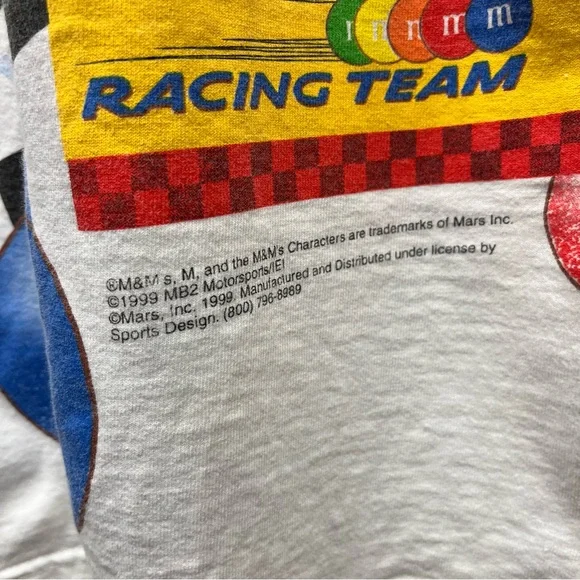 m m m m m
RACING TEAM
®M&M's, M, and the M&M's Characters are trademarks of Mars Inc.
©1999 MB2 Motorsports/IEI
©Mars, Inc. 1999. Manufactured and Distributed under license by
Sports Design. (800) 796-8989